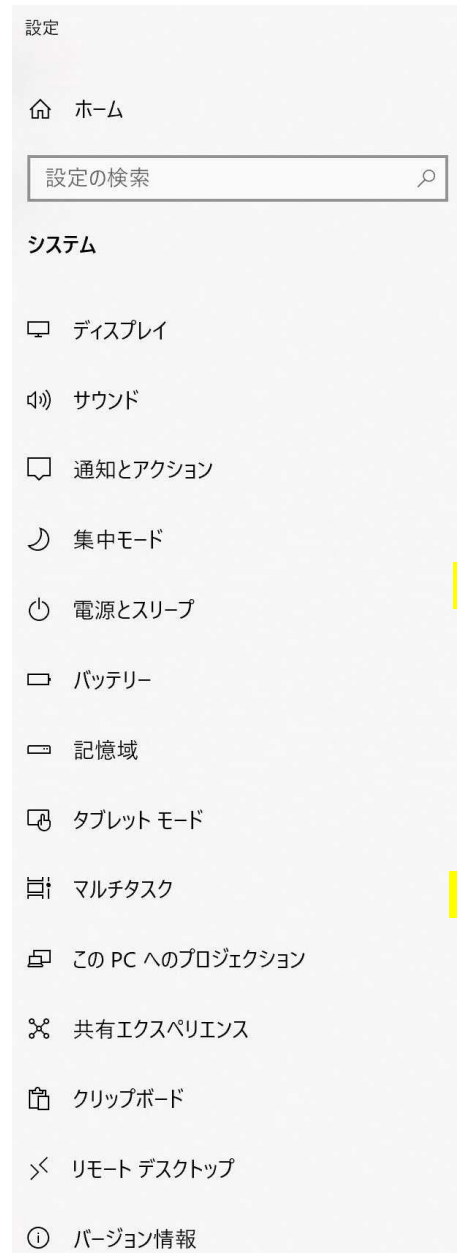 設定
ホーム
設定の検索
システム
ディスプレイ
サウンド
通知とアクション
集中モード
電源とスリープ
バッテリー
記憶域
タブレット モード
マルチタスク
この PC へのプロジェクション
共有エクスペリエンス
クリップボード
リモート デスクトップ
バージョン情報